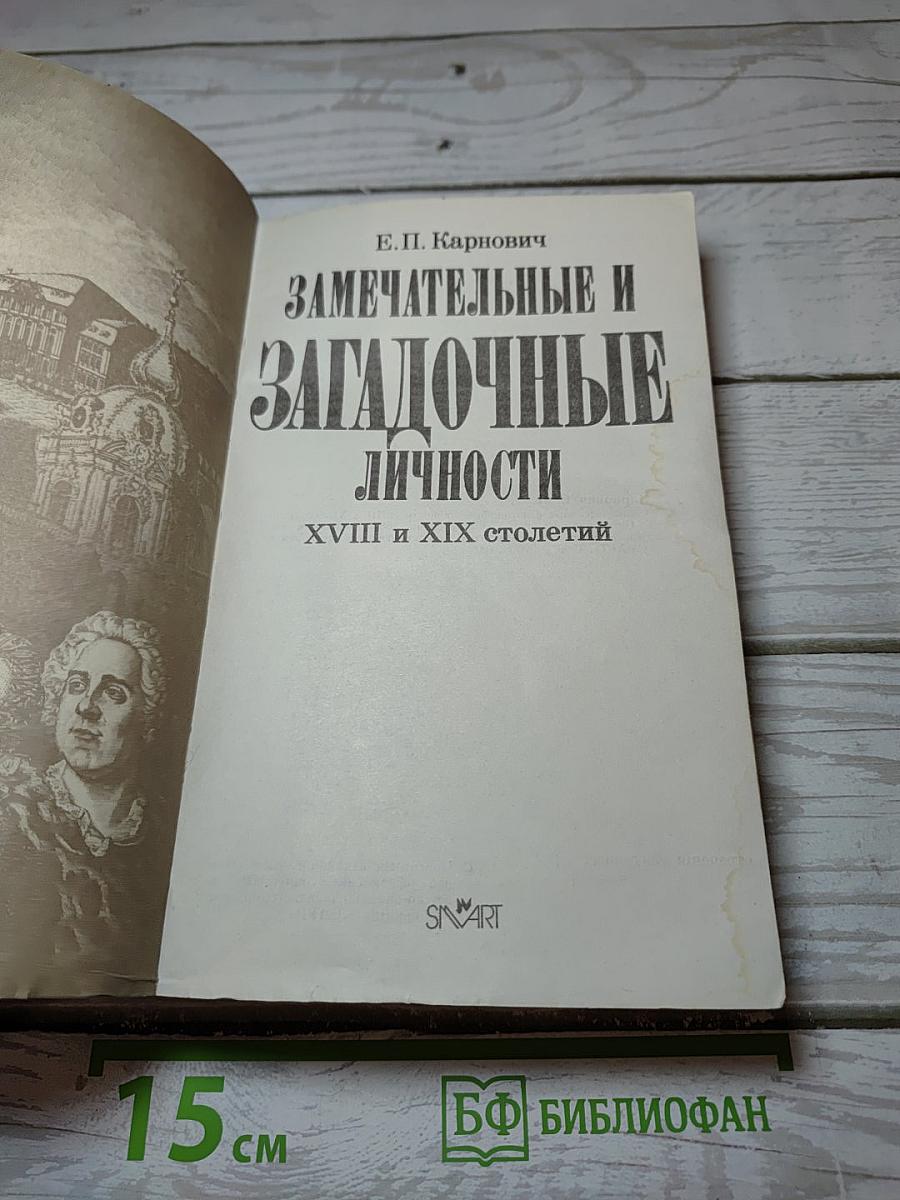 Е. П. Карнович
ЗАМЕЧАТЕЛЬНЫЕ И
ЗАГАДОЧНЫЕ
ЛИЧНОСТИ
XVIII и XIX столетий
SMART
15 см
БФ БИБЛИОФАН